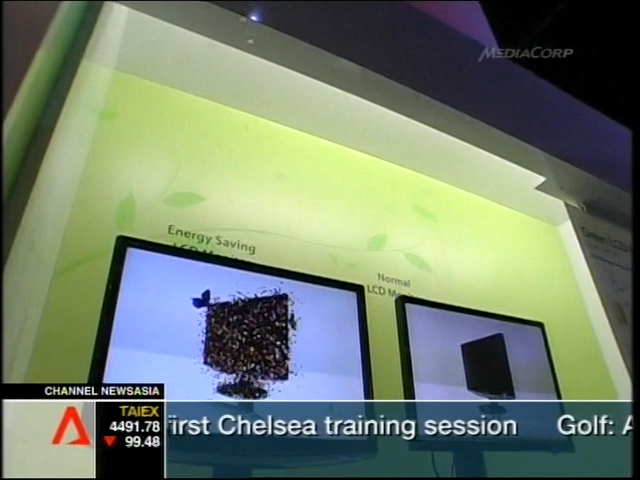 MEDIACORP
Energy Saving
Normal
LCD
CHANNEL NEWSASIA
TAIEX
4491.78
99.48
First Chelsea training session Golf: A